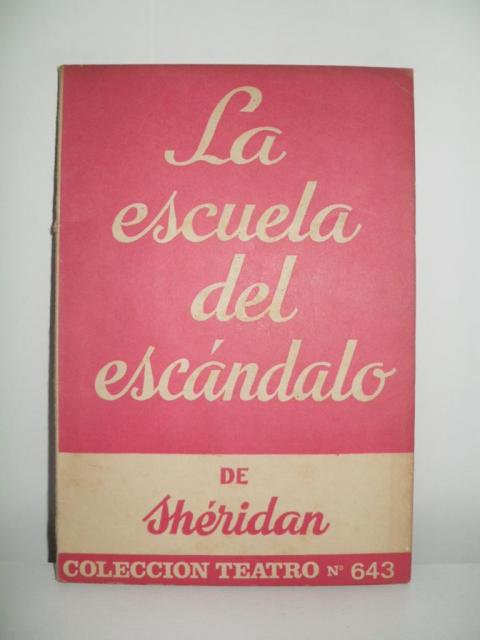 La
escuela
del
escándalo
DE
Shéridan
COLECCION TEATRO Nº 643